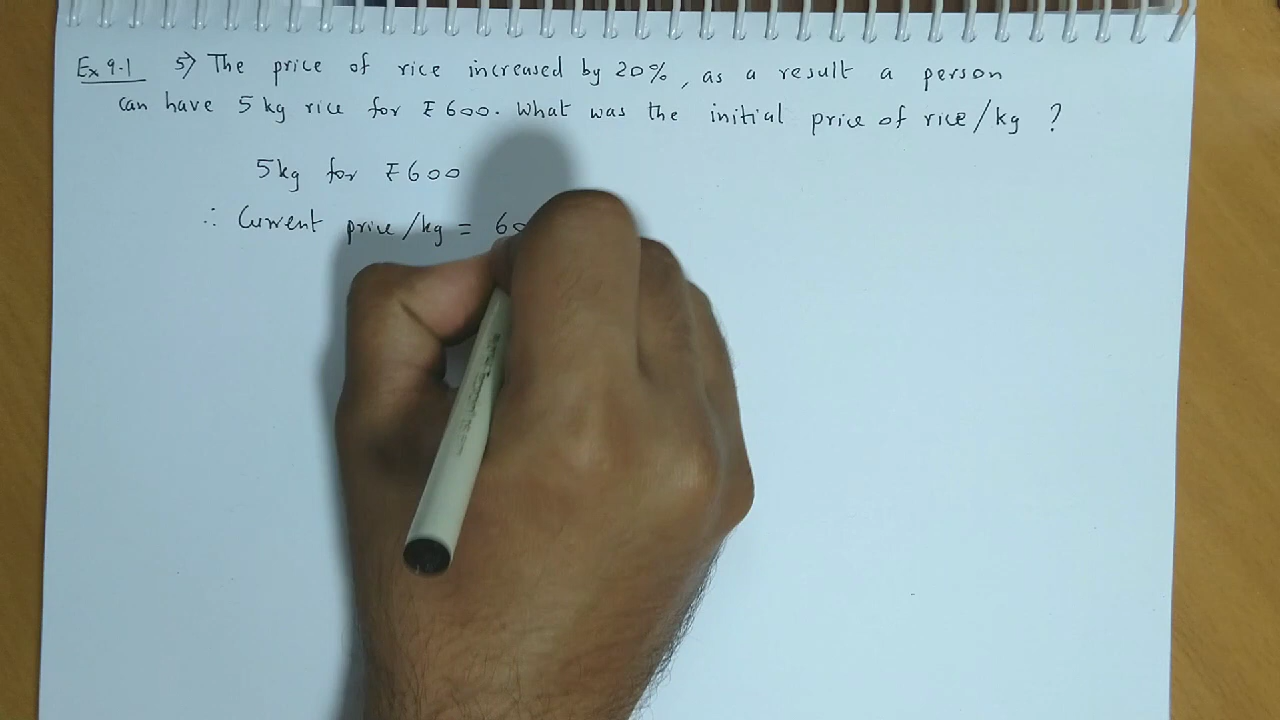 Ex 9.1 5) The price of rice increased by 20%, as a result a person
can have 5 kg rice for ₹600. What was the initial price of rice/kg ?
5kg for ₹600
∴ Current price/kg = 60